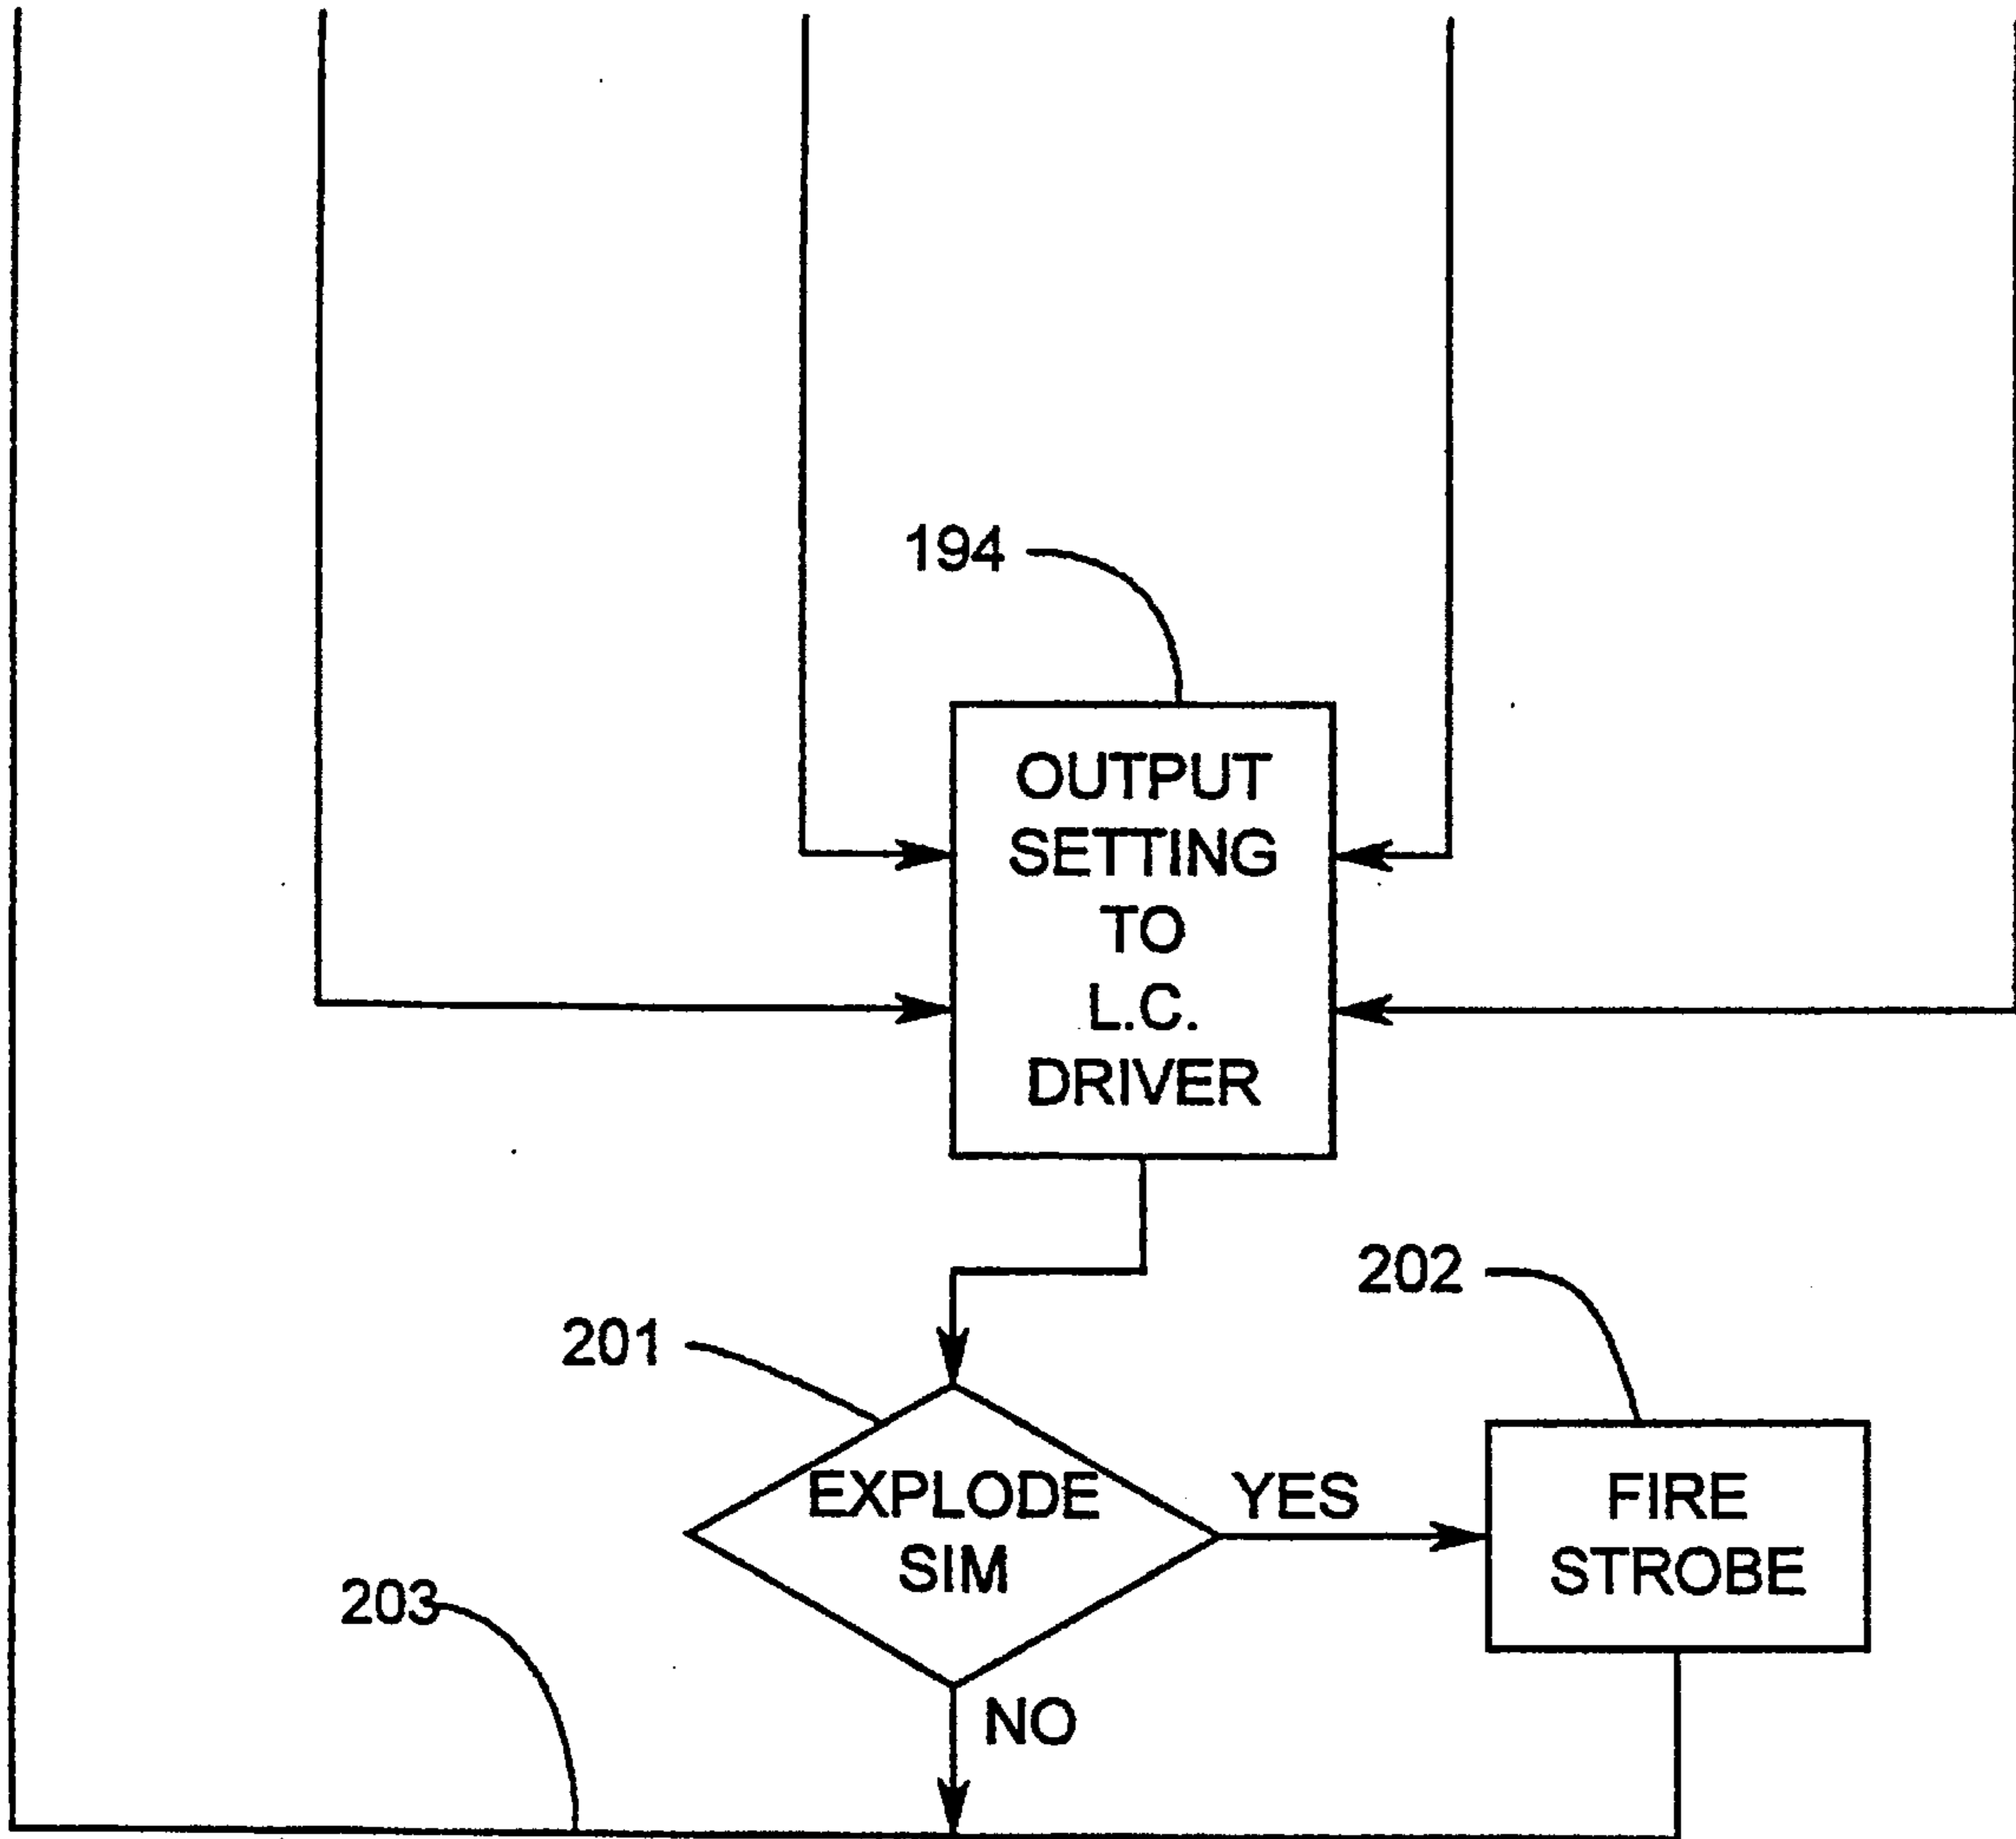 194
OUTPUT
SETTING
TO
L.C.
DRIVER
202
201
EXPLODE
SIM
YES
FIRE
STROBE
203
NO